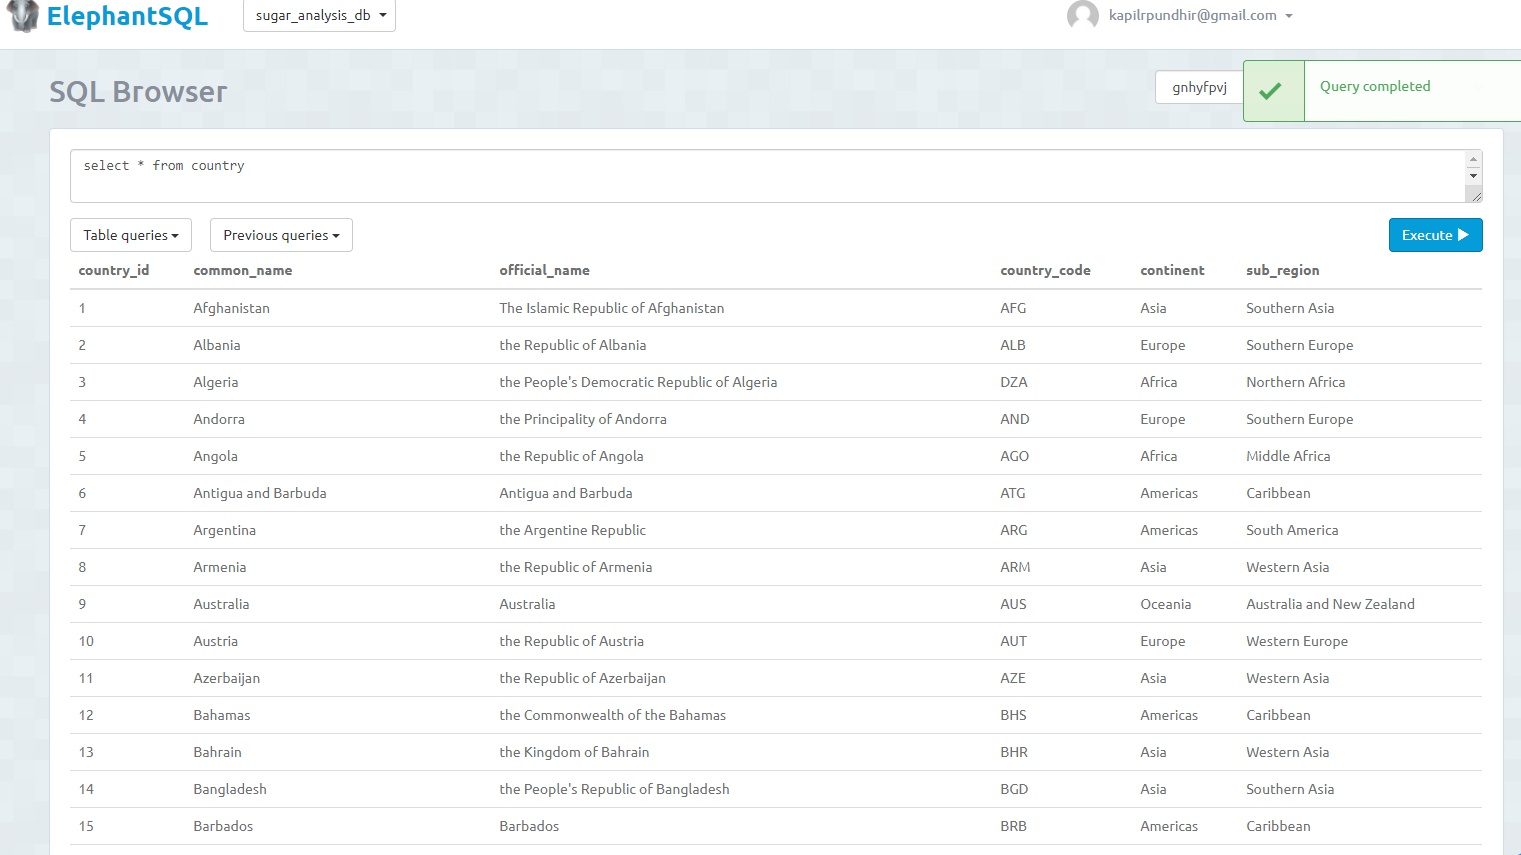 ElephantSQL sugar_analysis_db kapilrpundhir@gmail.com
SQL Browser gnhyfpvj Query completed
select * from country
Table queries Previous queries Execute
country_id common_name official_name country_code continent sub_region
1 Afghanistan The Islamic Republic of Afghanistan AFG Asia Southern Asia
2 Albania the Republic of Albania ALB Europe Southern Europe
3 Algeria the People's Democratic Republic of Algeria DZA Africa Northern Africa
4 Andorra the Principality of Andorra AND Europe Southern Europe
5 Angola the Republic of Angola AGO Africa Middle Africa
6 Antigua and Barbuda Antigua and Barbuda ATG Americas Caribbean
7 Argentina the Argentine Republic ARG Americas South America
8 Armenia the Republic of Armenia ARM Asia Western Asia
9 Australia Australia AUS Oceania Australia and New Zealand
10 Austria the Republic of Austria AUT Europe Western Europe
11 Azerbaijan the Republic of Azerbaijan AZE Asia Western Asia
12 Bahamas the Commonwealth of the Bahamas BHS Americas Caribbean
13 Bahrain the Kingdom of Bahrain BHR Asia Western Asia
14 Bangladesh the People's Republic of Bangladesh BGD Asia Southern Asia
15 Barbados Barbados BRB Americas Caribbean